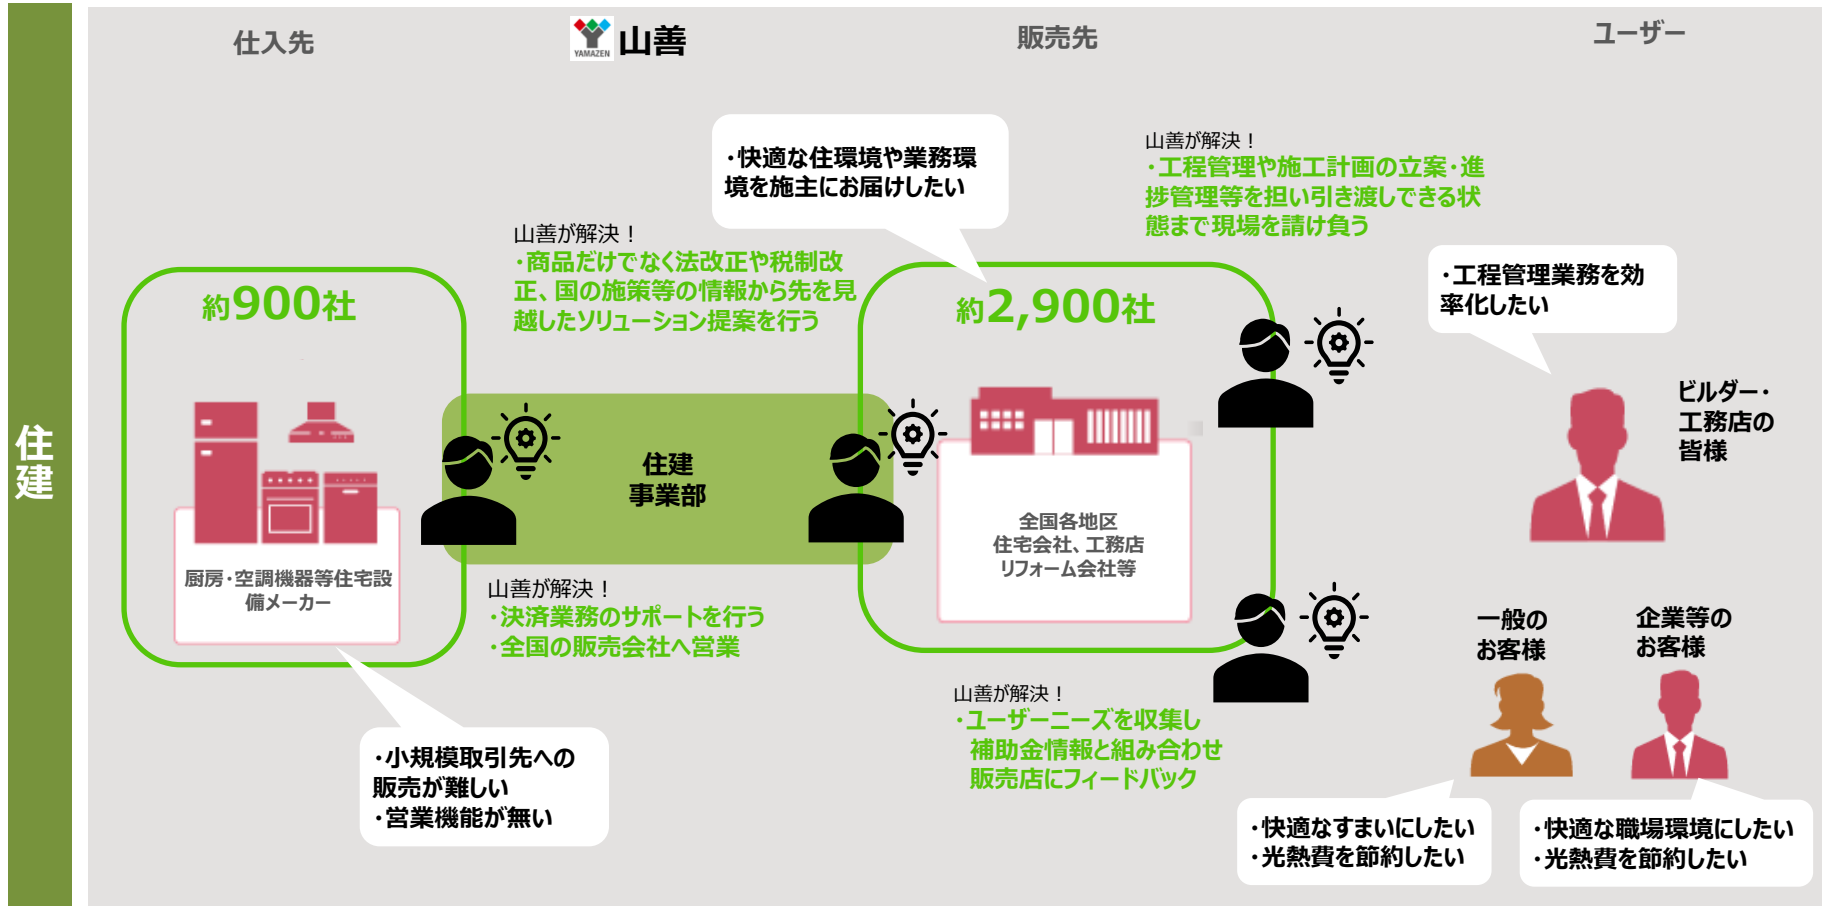 住建
仕入先
YAMAZEN
山善
販売先
ユーザー
・快適な住環境や業務環
境を施主にお届けしたい
山善が解決！
・工程管理や施工計画の立案・進
捗管理等を担い引き渡しできる状
態まで現場を請け負う
山善が解決！
・商品だけでなく法改正や税制改
正、国の施策等の情報から先を見
越したソリューション提案を行う
・工程管理業務を効
率化したい
約900社
約2,900社
ビルダー・
工務店の
皆様
住建
事業部
全国各地区
住宅会社、工務店
リフォーム会社等
厨房・空調機器等住宅設
備メーカー
山善が解決！
・決済業務のサポートを行う
・全国の販売会社へ営業
一般の
お客様
企業等の
お客様
山善が解決！
・ユーザーニーズを収集し
補助金情報と組み合わせ
販売店にフィードバック
・小規模取引先への
販売が難しい
・営業機能が無い
・快適なすまいにしたい
・光熱費を節約したい
・快適な職場環境にしたい
・光熱費を節約したい